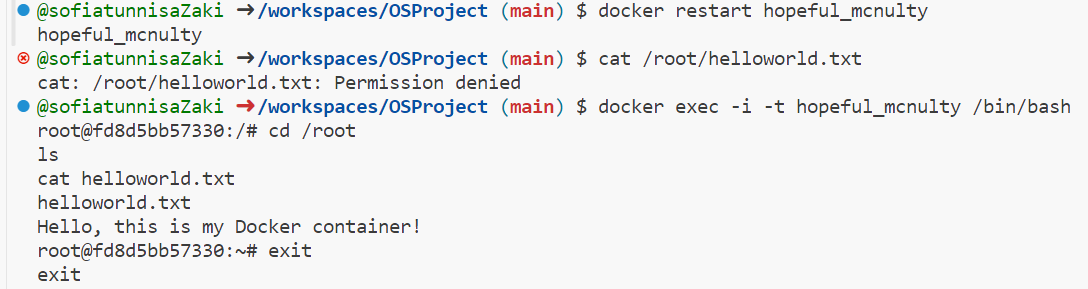 @sofiatunnisaZaki ➜/workspaces/OSProject (main) $ docker restart hopeful_mcnulty
hopeful_mcnulty
@sofiatunnisaZaki ➜/workspaces/OSProject (main) $ cat /root/helloworld.txt
cat: /root/helloworld.txt: Permission denied
@sofiatunnisaZaki ➜/workspaces/OSProject (main) $ docker exec -i -t hopeful_mcnulty /bin/bash
root@fd8d5bb57330:/# cd /root
ls
cat helloworld.txt
helloworld.txt
Hello, this is my Docker container!
root@fd8d5bb57330:~# exit
exit